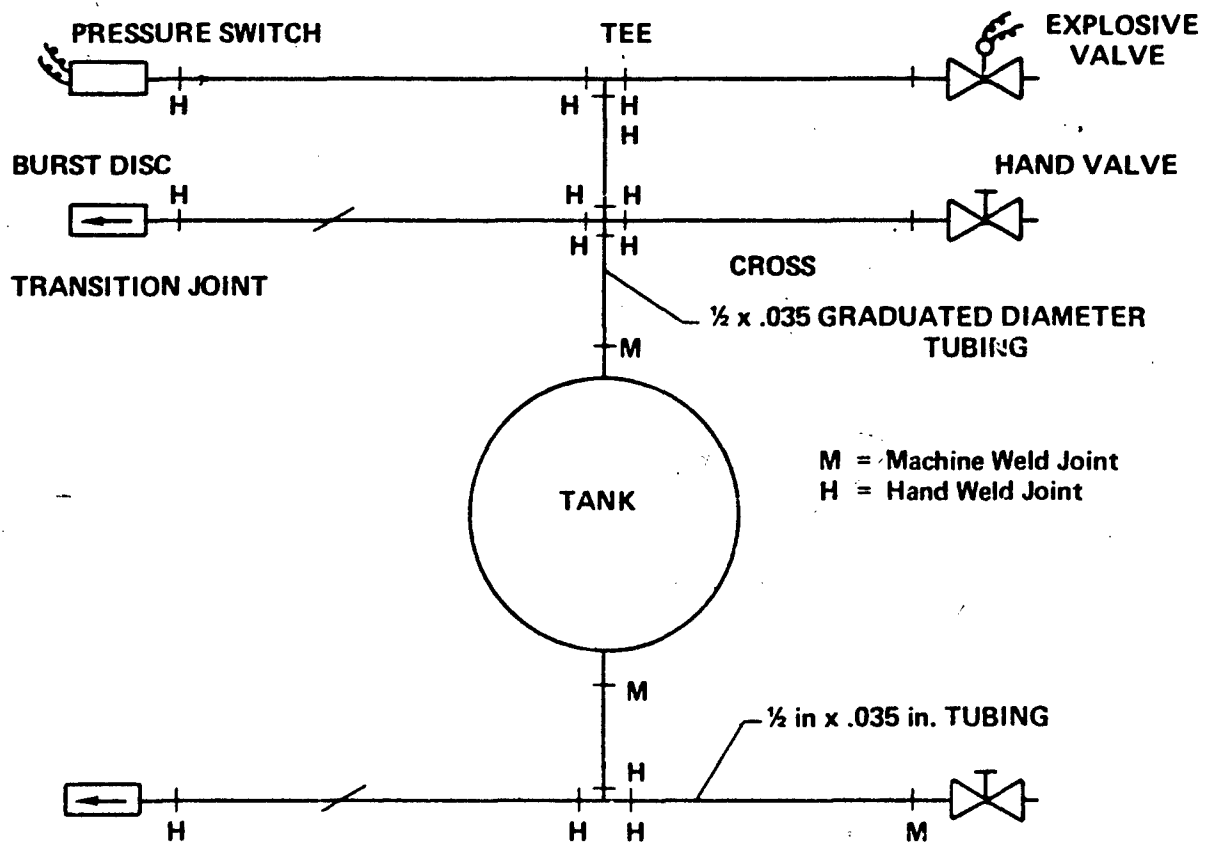 PRESSURE SWITCH
TEE
EXPLOSIVE
VALVE
H
H
H
H
BURST DISC
HAND VALVE
H
H
H
H
H
TRANSITION JOINT
CROSS
½ x .035 GRADUATED DIAMETER
TUBING
M
M = Machine Weld Joint
H = Hand Weld Joint
TANK
M
½ in x .035 in. TUBING
H
H
H
H
M